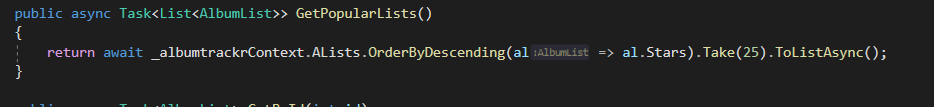 public async Task<List<AlbumList>> GetPopularLists()
{
return await _albumtrackrContext.ALists.OrderByDescending(al :AlbumList => al.Stars).Take(25).ToListAsync();
}